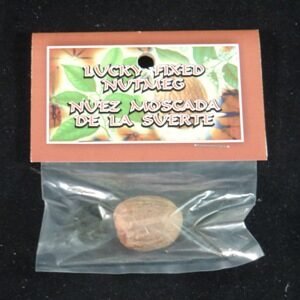 LUCKY FIXED
NUTMEG
NUEZ MOSCADA
DE LA SUERTE